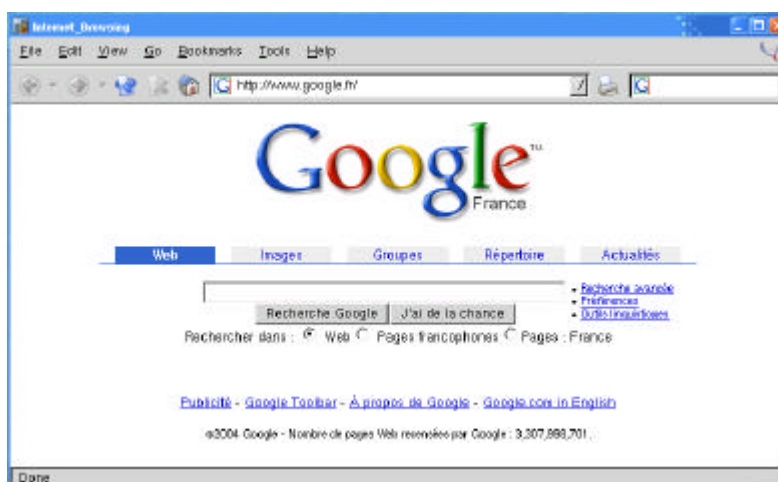 Internet_Browsing
File Edit View Go Bookmarks Tools Help
http://www.google.fr/
Google TM
France
Web Images Groupes Répertoire Actualités
Recherche avancée
Préférences
Outils linguistiques
Recherche Google J'ai de la chance
Rechercher dans : Web Pages francophones Pages : France
Publicité - Google Toolbar - À propos de Google - Google.com in English
©2004 Google - Nombre de pages Web recensées par Google : 3,307,998,701.
Done